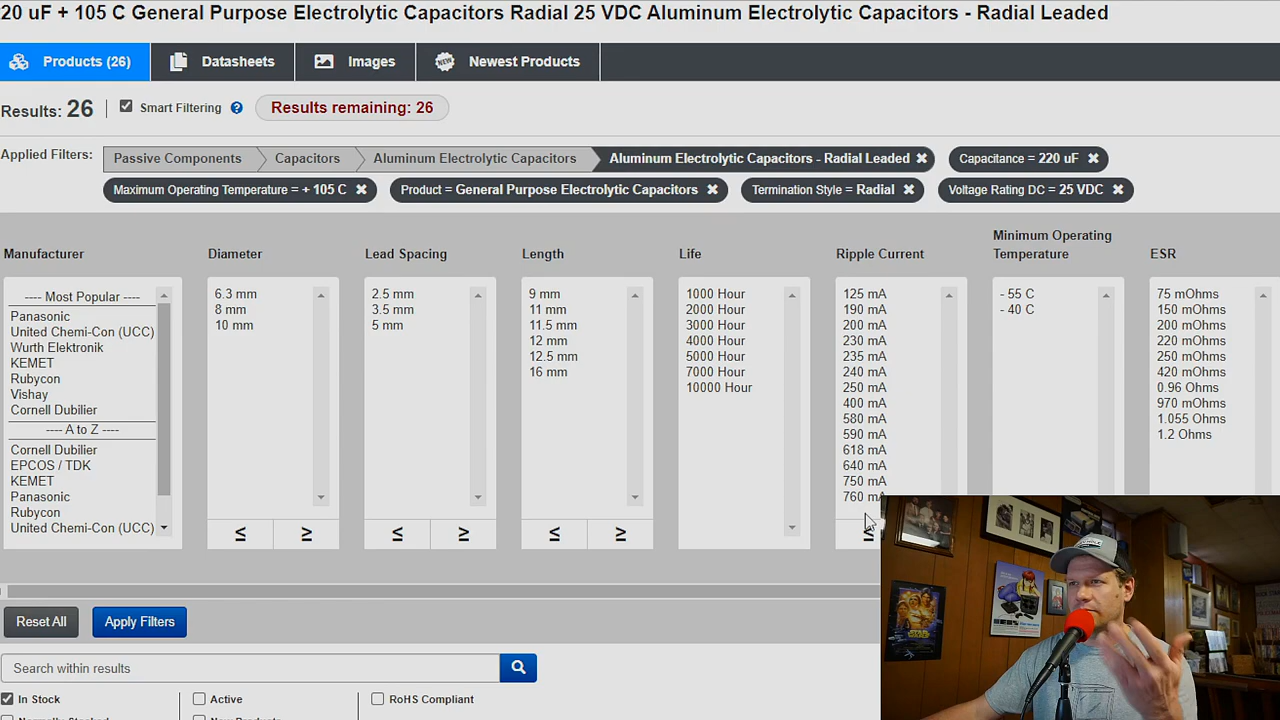 20 uF + 105 C General Purpose Electrolytic Capacitors Radial 25 VDC Aluminum Electrolytic Capacitors - Radial Leaded
Products (26)
Datasheets
Images
NEW
Newest Products
Results: 26
Smart Filtering
?
Results remaining: 26
Applied Filters:
Passive Components
Capacitors
Aluminum Electrolytic Capacitors
Aluminum Electrolytic Capacitors - Radial Leaded
Capacitance = 220 uF
Maximum Operating Temperature = + 105 C
Product = General Purpose Electrolytic Capacitors
Termination Style = Radial
Voltage Rating DC = 25 VDC
Manufacturer
---- Most Popular ----
Panasonic
United Chemi-Con (UCC)
Wurth Elektronik
KEMET
Rubycon
Vishay
Cornell Dubilier
---- A to Z ----
Cornell Dubilier
EPCOS / TDK
KEMET
Panasonic
Rubycon
United Chemi-Con (UCC)
Diameter
6.3 mm
8 mm
10 mm
≤
≥
Lead Spacing
2.5 mm
3.5 mm
5 mm
≤
≥
Length
9 mm
11 mm
11.5 mm
12 mm
12.5 mm
16 mm
≤
≥
Life
1000 Hour
2000 Hour
3000 Hour
4000 Hour
5000 Hour
7000 Hour
10000 Hour
Ripple Current
125 mA
190 mA
200 mA
230 mA
235 mA
240 mA
250 mA
400 mA
580 mA
590 mA
618 mA
640 mA
750 mA
760 mA
≤
Minimum Operating
Temperature
- 55 C
- 40 C
ESR
75 mOhms
150 mOhms
200 mOhms
220 mOhms
250 mOhms
420 mOhms
0.96 Ohms
970 mOhms
1.055 Ohms
1.2 Ohms
Reset All
Apply Filters
Search within results
In Stock
Active
RoHS Compliant
Normally Stocked
New Products
STAR
WARS